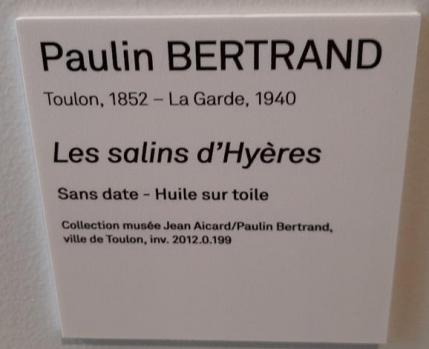 Paulin BERTRAND
Toulon, 1852 – La Garde, 1940
Les salins d'Hyères
Sans date - Huile sur toile
Collection musée Jean Aicard/Paulin Bertrand,
ville de Toulon, inv. 2012.0.199